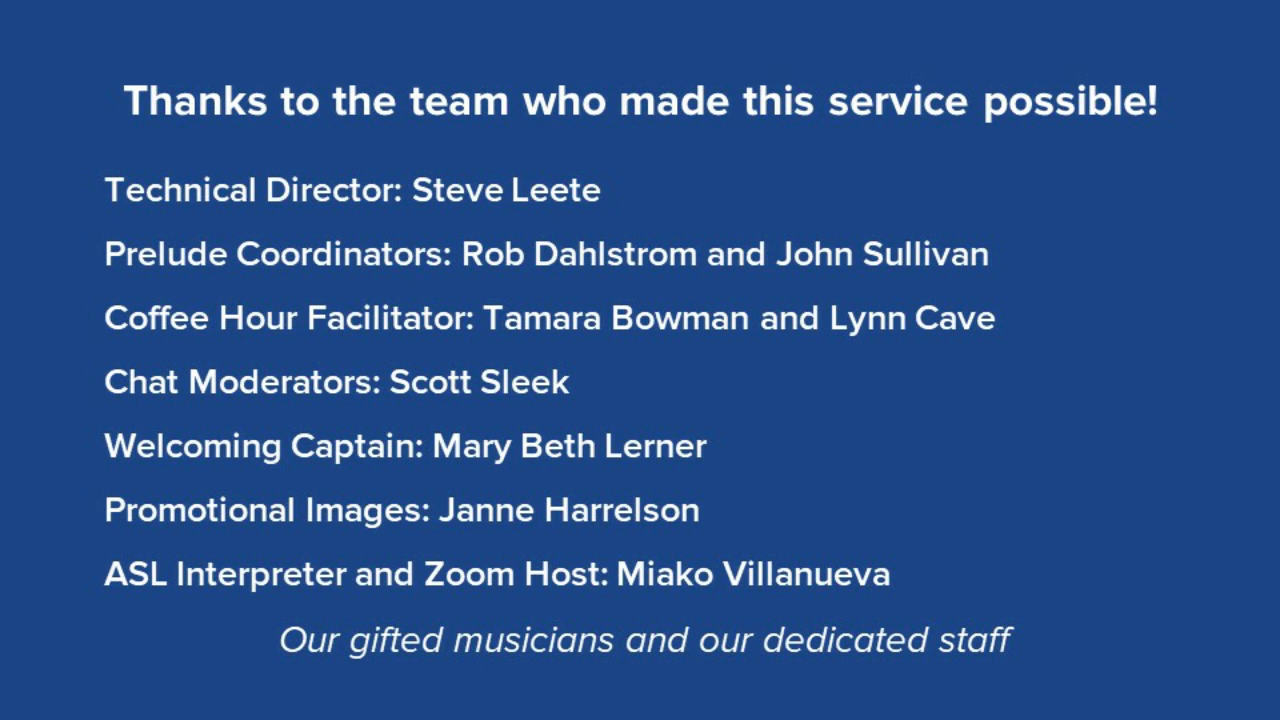 Thanks to the team who made this service possible!
Technical Director: Steve Leete
Prelude Coordinators: Rob Dahlstrom and John Sullivan
Coffee Hour Facilitator: Tamara Bowman and Lynn Cave
Chat Moderators: Scott Sleek
Welcoming Captain: Mary Beth Lerner
Promotional Images: Janne Harrelson
ASL Interpreter and Zoom Host: Miako Villanueva
Our gifted musicians and our dedicated staff